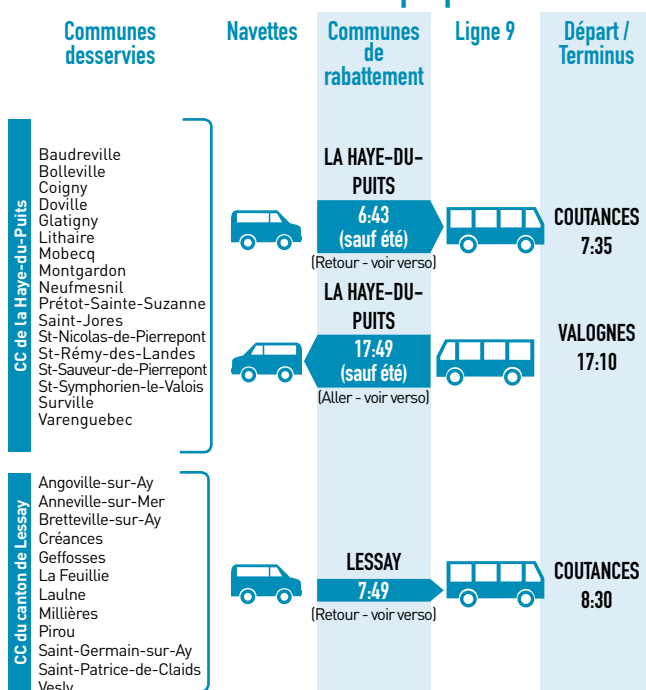 Communes
desservies
Navettes
Communes
de
rabattement
Ligne 9
Départ /
Terminus
CC de la Haye-du-Puits
Baudreville
Bolleville
Coigny
Doville
Glatigny
Lithaire
Mobecq
Montgardon
Neufmesnil
Prétot-Sainte-Suzanne
Saint-Jores
St-Nicolas-de-Pierrepont
St-Rémy-des-Landes
St-Sauveur-de-Pierrepont
St-Symphorien-le-Valois
Surville
Varenguebec
LA HAYE-DU-
PUITS
6:43
(sauf été)
(Retour - voir verso)
COUTANCES
7:35
LA HAYE-DU-
PUITS
17:49
(sauf été)
(Aller - voir verso)
VALOGNES
17:10
CC du canton de Lessay
Angoville-sur-Ay
Anneville-sur-Mer
Bretteville-sur-Ay
Créances
Geffosses
La Feuillie
Laulne
Millières
Pirou
Saint-Germain-sur-Ay
Saint-Patrice-de-Claids
Vesly
LESSAY
7:49
(Retour - voir verso)
COUTANCES
8:30